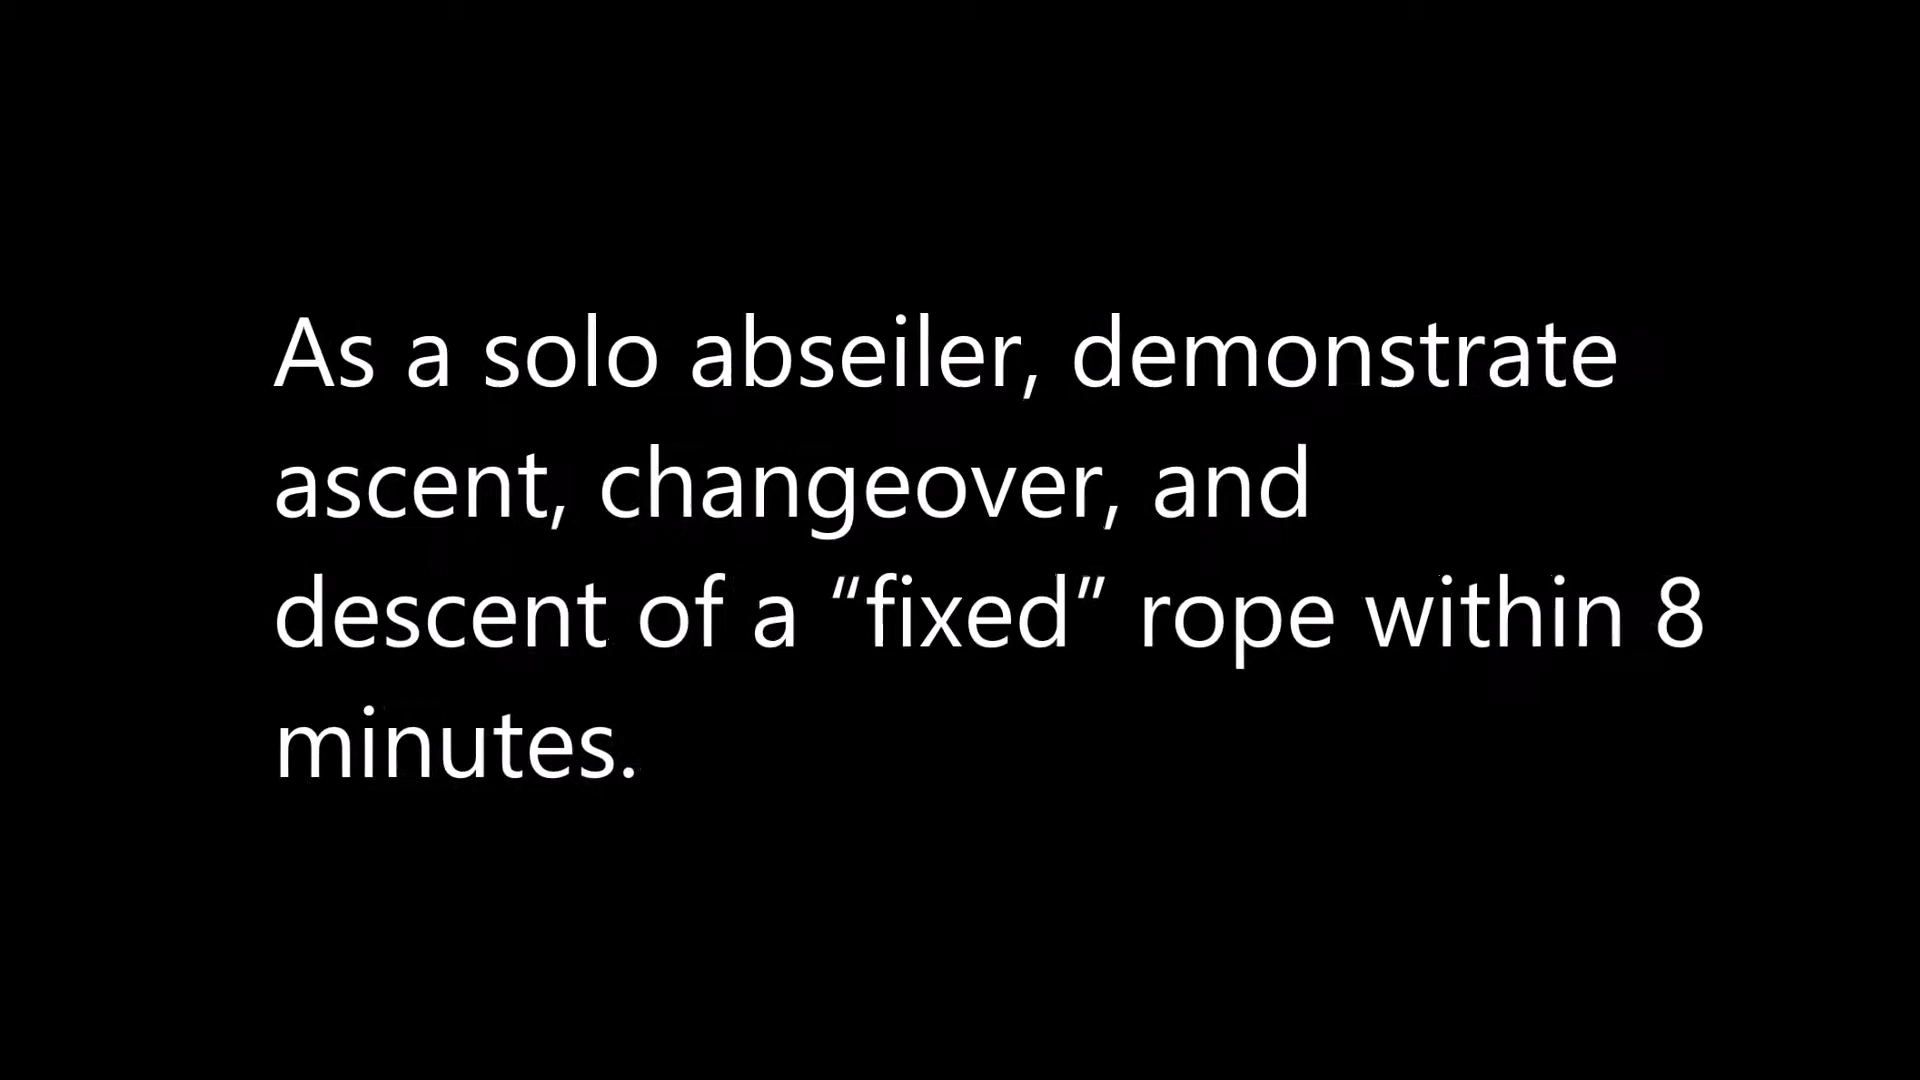 As a solo abseiler, demonstrate
ascent, changeover, and
descent of a “fixed” rope within 8
minutes.